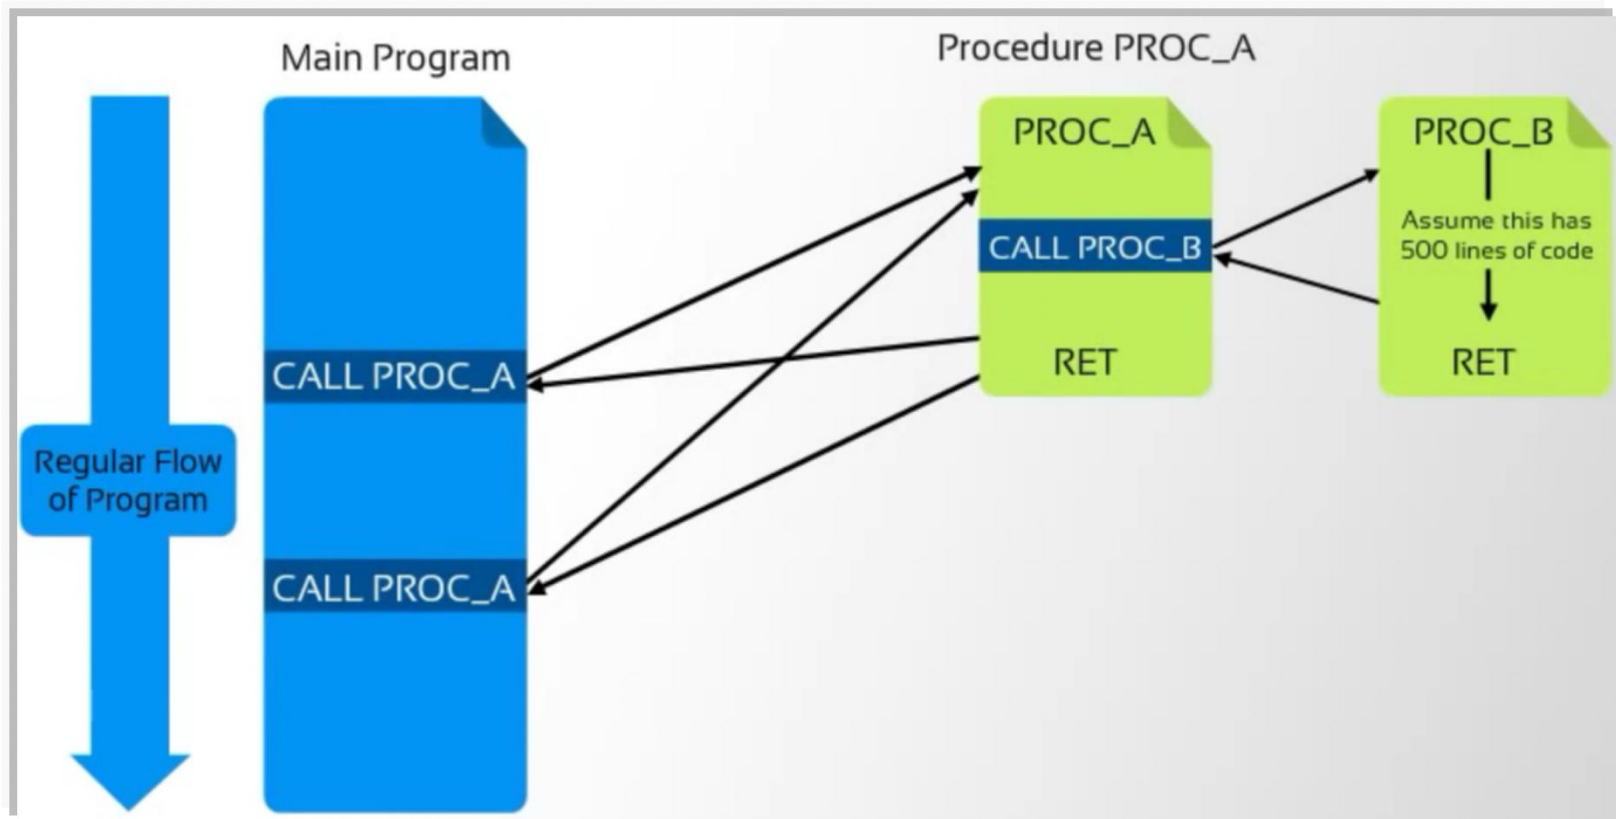 Main Program
Procedure PROC_A
PROC_A
PROC_B
Assume this has
500 lines of code
CALL PROC_B
RET
RET
CALL PROC_A
Regular Flow
of Program
CALL PROC_A